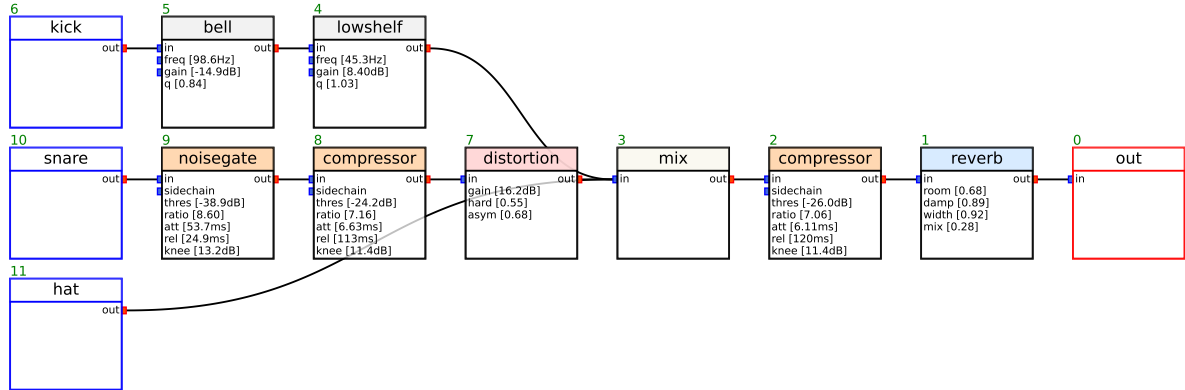 6
kick
out
5
bell
in out
freq [98.6Hz]
gain [-14.9dB]
q [0.84]
4
lowshelf
in out
freq [45.3Hz]
gain [8.40dB]
q [1.03]
10
snare
out
9
noisegate
in out
sidechain
thres [-38.9dB]
ratio [8.60]
att [53.7ms]
rel [24.9ms]
knee [13.2dB]
8
compressor
in out
sidechain
thres [-24.2dB]
ratio [7.16]
att [6.63ms]
rel [113ms]
knee [11.4dB]
7
distortion
in out
gain [16.2dB]
hard [0.55]
asym [0.68]
3
mix
in out
2
compressor
in out
sidechain
thres [-26.0dB]
ratio [7.06]
att [6.11ms]
rel [120ms]
knee [11.4dB]
1
reverb
in out
room [0.68]
damp [0.89]
width [0.92]
mix [0.28]
0
out
in
11
hat
out